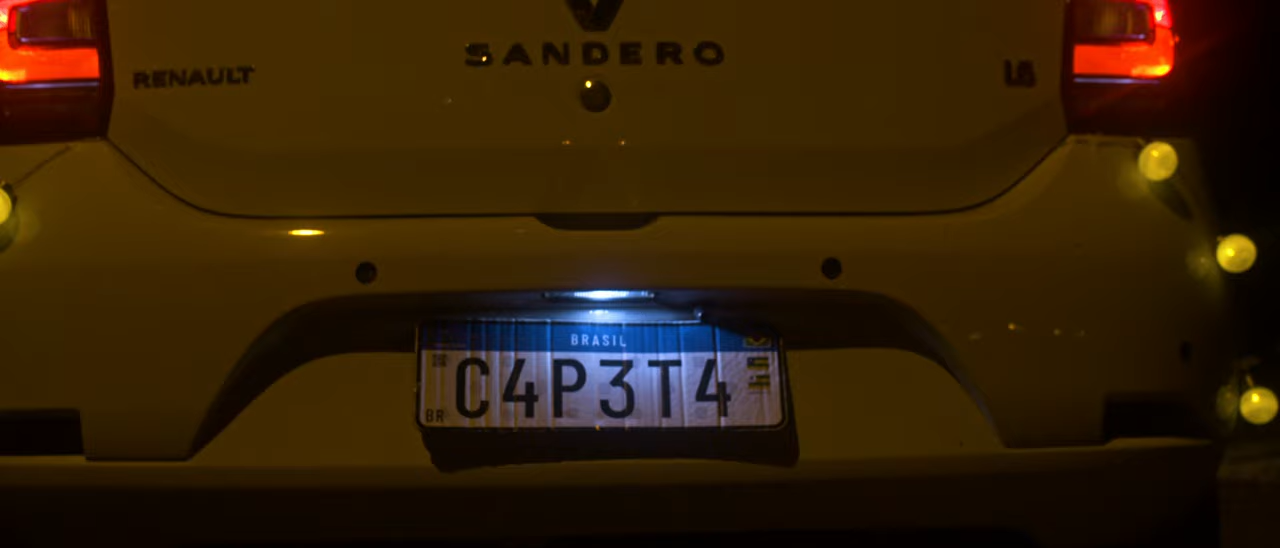 SANDERO
RENAULT
1.6
BRASIL
C4P3T4
BR